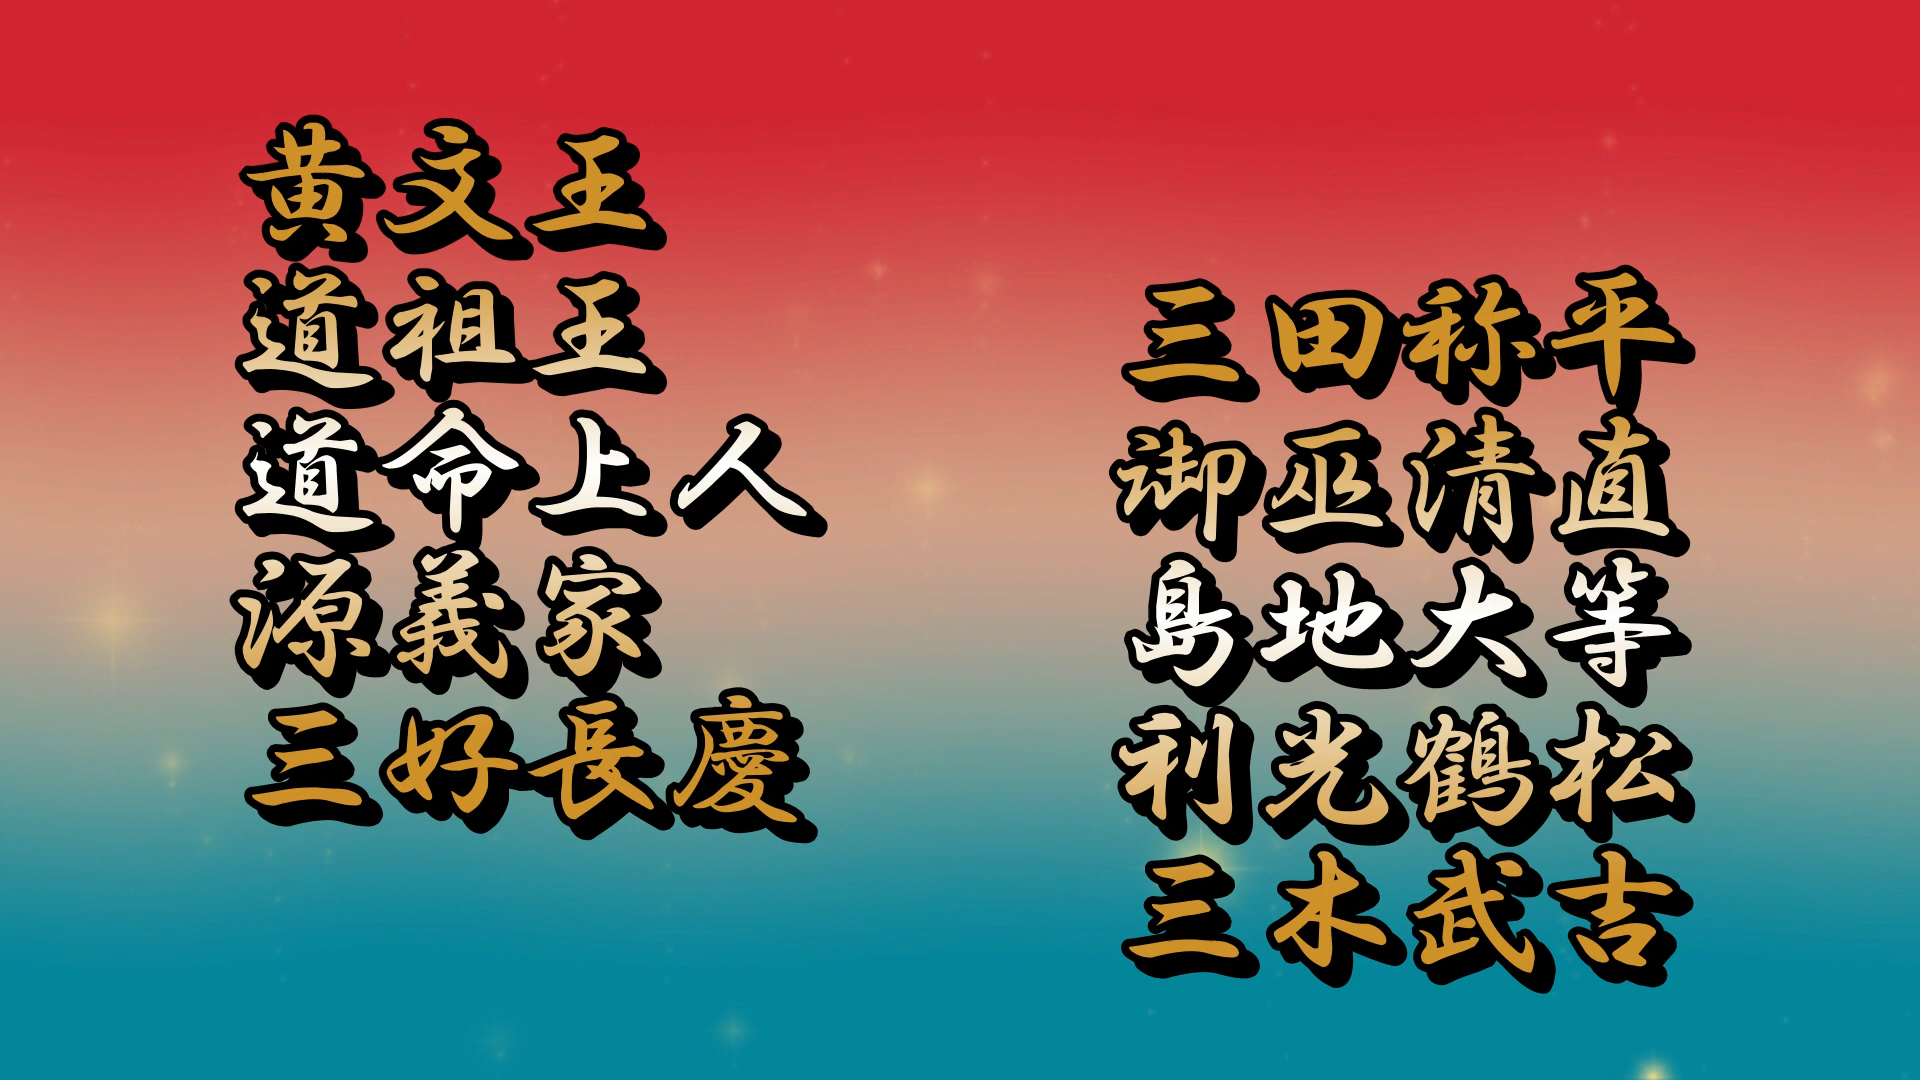 黄文王
道祖王
道命上人
源義家
三好長慶
三田称平
御巫清直
島地大等
利光鶴松
三木武吉